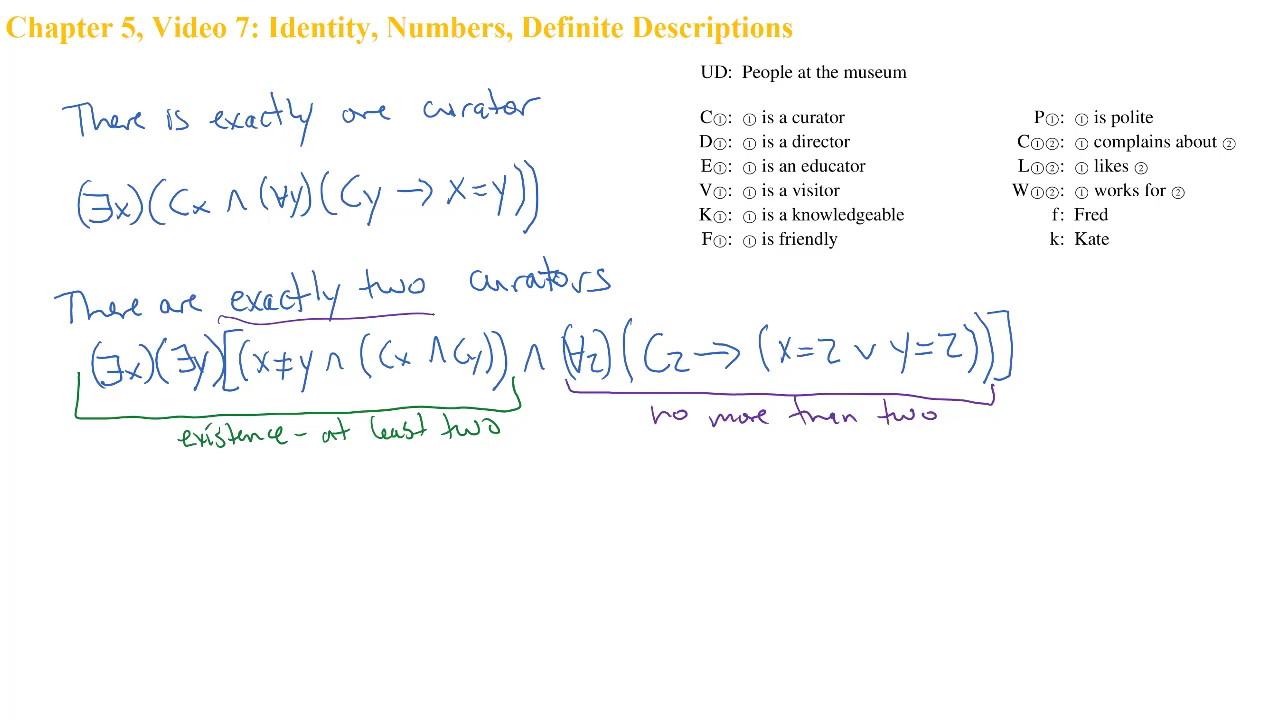 Chapter 5, Video 7: Identity, Numbers, Definite Descriptions
There is exactly one curator
(∃x)(Cx ∧ (∀y)(Cy → x=y))
There are exactly two curators
(∃x)(∃y)[(x≠y ∧ (Cx ∧ Cy)) ∧ (∀z)(Cz → (x=z ∨ y=z))]
existence - at least two
no more than two
UD: People at the museum
C①: ① is a curator
D①: ① is a director
E①: ① is an educator
V①: ① is a visitor
K①: ① is a knowledgeable
F①: ① is friendly
P①: ① is polite
C①②: ① complains about ②
L①②: ① likes ②
W①②: ① works for ②
f: Fred
k: Kate